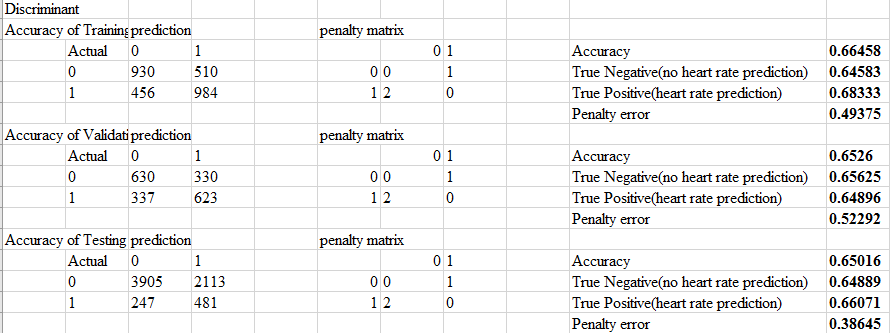 Discriminant
Accuracy of Training prediction penalty matrix
Actual 0 1 0 1 Accuracy 0.66458
0 930 510 0 0 1 True Negative(no heart rate prediction) 0.64583
1 456 984 1 2 0 True Positive(heart rate prediction) 0.68333
Penalty error 0.49375
Accuracy of Validati prediction penalty matrix
Actual 0 1 0 1 Accuracy 0.6526
0 630 330 0 0 1 True Negative(no heart rate prediction) 0.65625
1 337 623 1 2 0 True Positive(heart rate prediction) 0.64896
Penalty error 0.52292
Accuracy of Testing prediction penalty matrix
Actual 0 1 0 1 Accuracy 0.65016
0 3905 2113 0 0 1 True Negative(no heart rate prediction) 0.64889
1 247 481 1 2 0 True Positive(heart rate prediction) 0.66071
Penalty error 0.38645